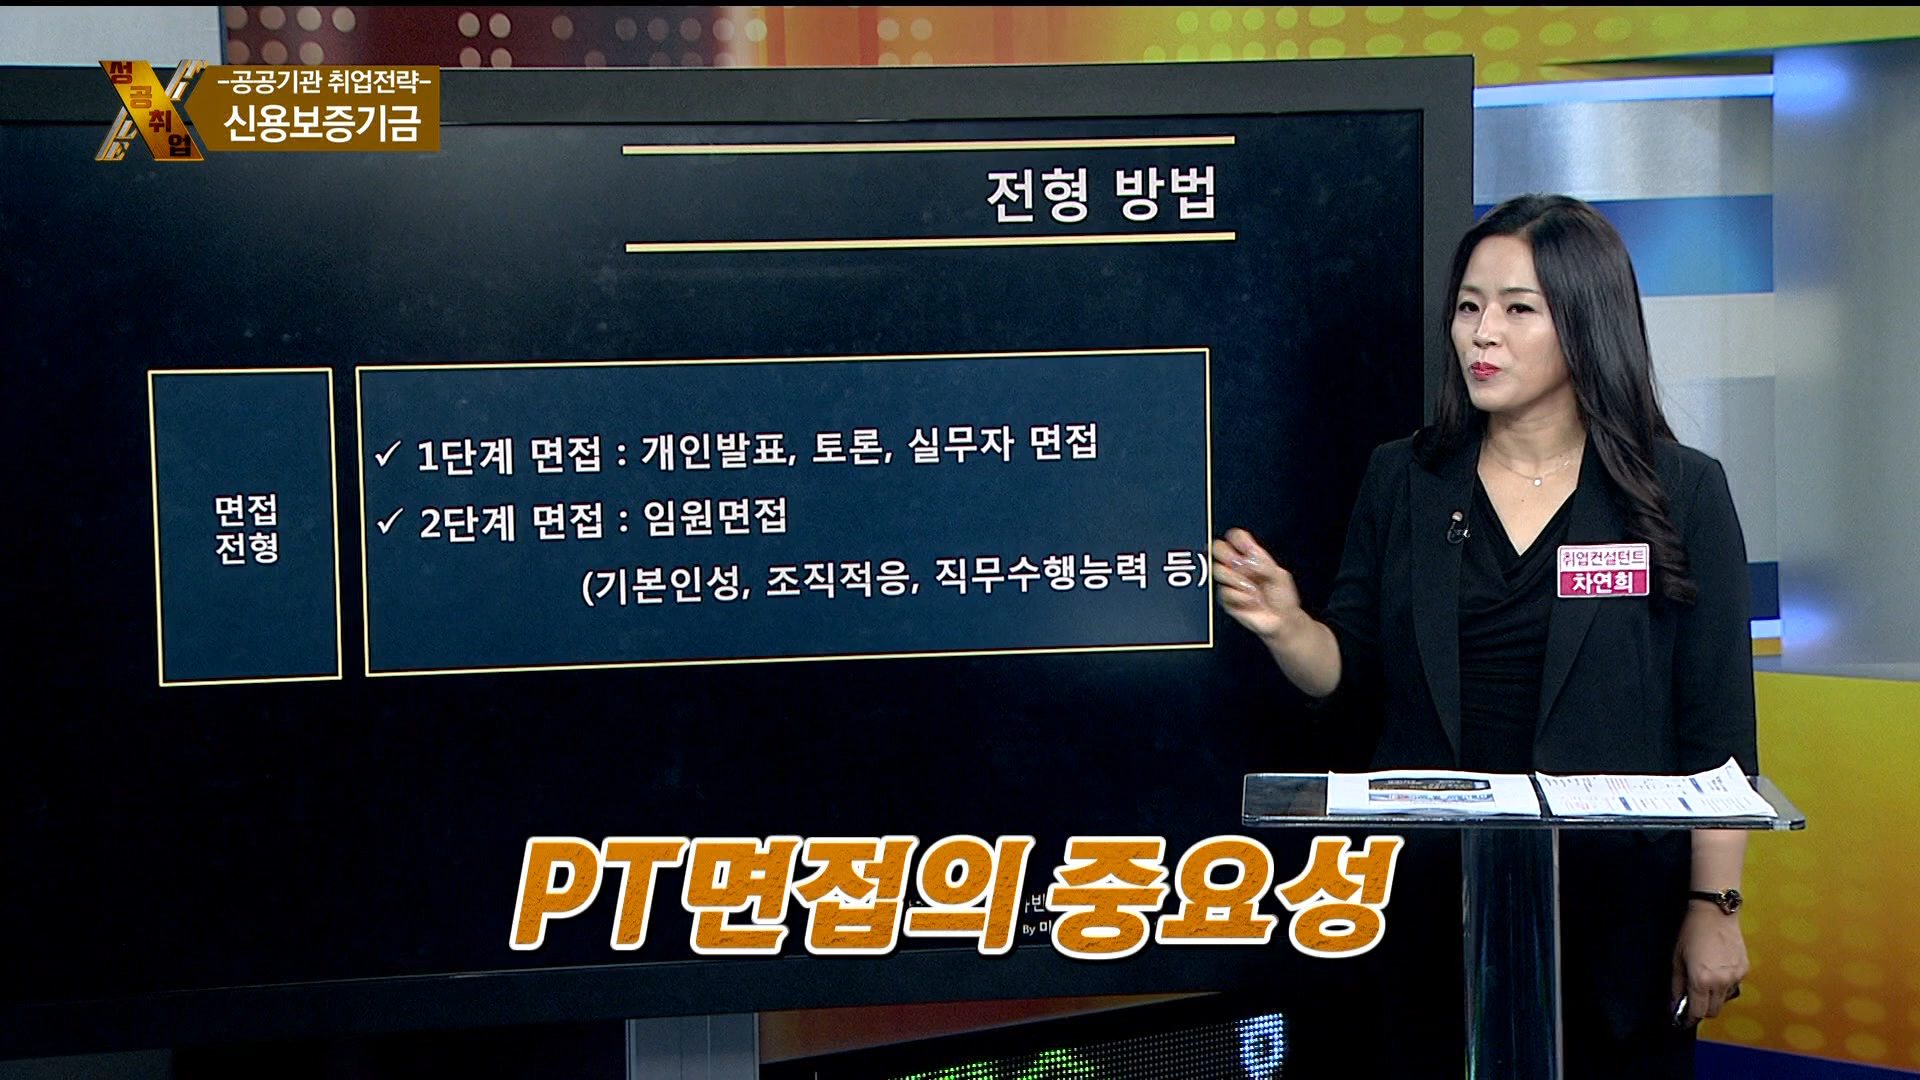 성공취업
-공공기관 취업전략-
신용보증기금
전형 방법
면접
전형
✓ 1단계 면접 : 개인발표, 토론, 실무자 면접
✓ 2단계 면접 : 임원면접
(기본인성, 조직적응, 직무수행능력 등)
취업컨설턴트
차연희
By
PT면접의 중요성